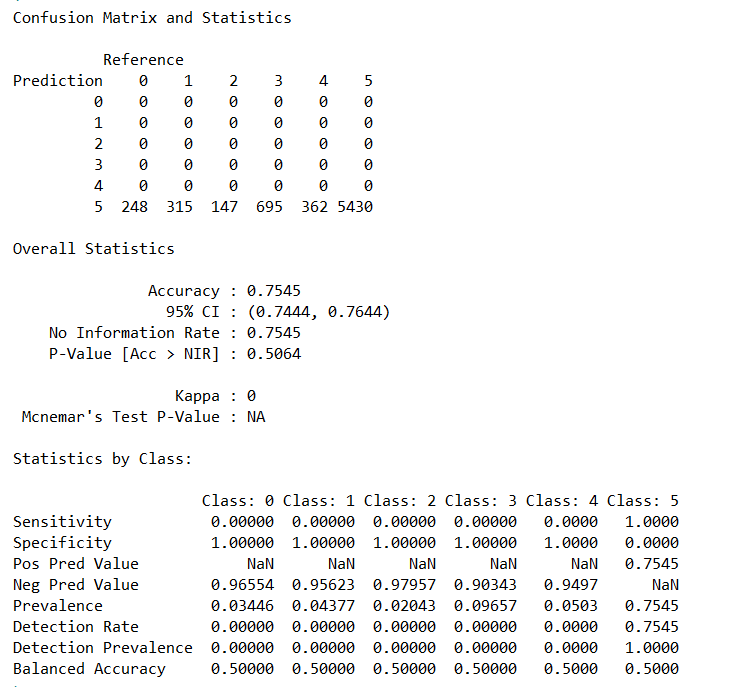 Confusion Matrix and Statistics
Reference
Prediction 0 1 2 3 4 5
0 0 0 0 0 0 0
1 0 0 0 0 0 0
2 0 0 0 0 0 0
3 0 0 0 0 0 0
4 0 0 0 0 0 0
5 248 315 147 695 362 5430
Overall Statistics
Accuracy : 0.7545
95% CI : (0.7444, 0.7644)
No Information Rate : 0.7545
P-Value [Acc > NIR] : 0.5064
Kappa : 0
Mcnemar's Test P-Value : NA
Statistics by Class:
Class: 0 Class: 1 Class: 2 Class: 3 Class: 4 Class: 5
Sensitivity 0.00000 0.00000 0.00000 0.00000 0.0000 1.0000
Specificity 1.00000 1.00000 1.00000 1.00000 1.0000 0.0000
Pos Pred Value NaN NaN NaN NaN NaN 0.7545
Neg Pred Value 0.96554 0.95623 0.97957 0.90343 0.9497 NaN
Prevalence 0.03446 0.04377 0.02043 0.09657 0.0503 0.7545
Detection Rate 0.00000 0.00000 0.00000 0.00000 0.0000 0.7545
Detection Prevalence 0.00000 0.00000 0.00000 0.00000 0.0000 1.0000
Balanced Accuracy 0.50000 0.50000 0.50000 0.50000 0.5000 0.5000